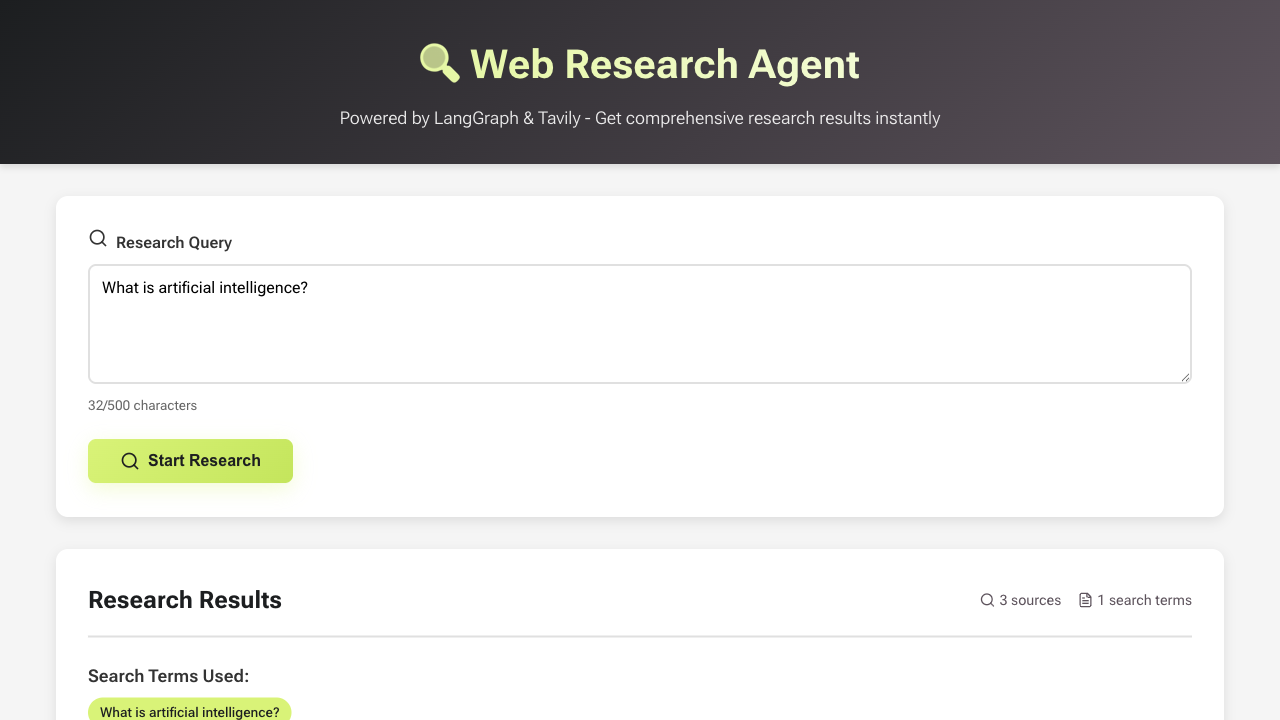 🔍 Web Research Agent
Powered by LangGraph & Tavily - Get comprehensive research results instantly
Research Query
What is artificial intelligence?
32/500 characters
Start Research
Research Results
3 sources
1 search terms
Search Terms Used:
What is artificial intelligence?